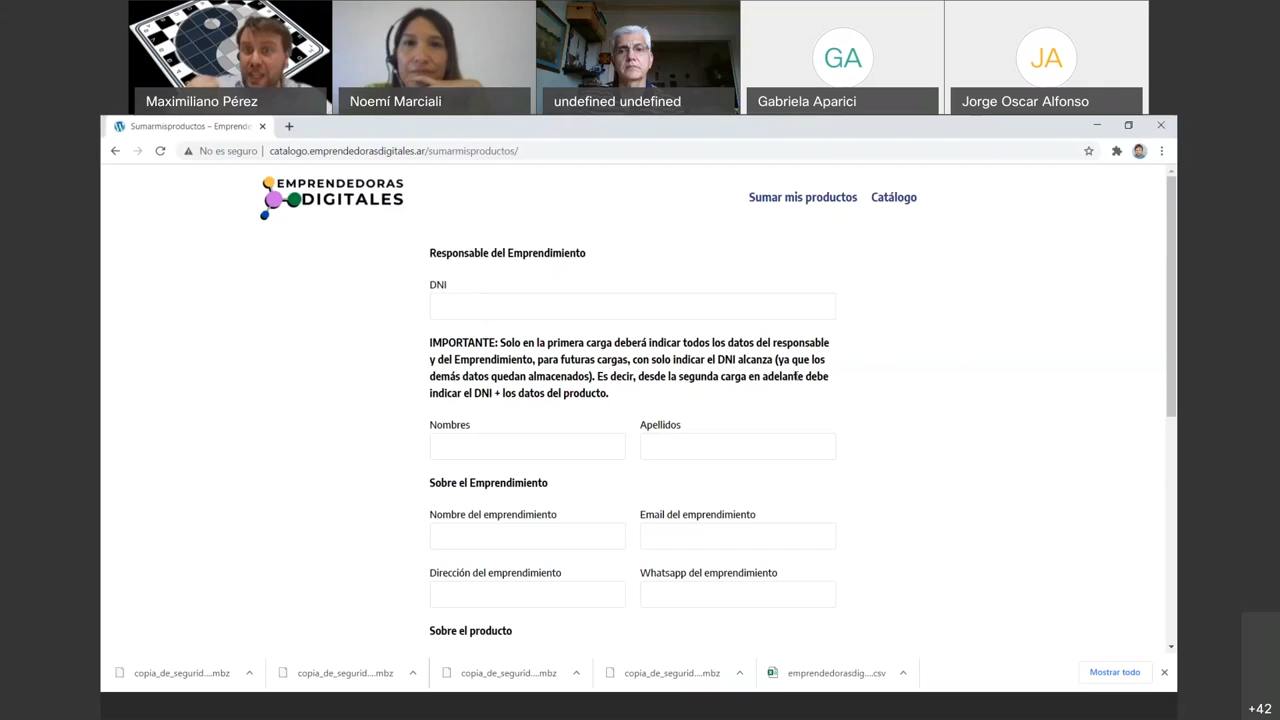 GA
JA
Maximiliano Pérez
Noemí Marciali
undefined undefined
Gabriela Aparici
Jorge Oscar Alfonso
Sumarmisproductos – Emprende
No es seguro
catalogo.emprendedorasdigitales.ar/sumarmisproductos/
EMPRENDEDORAS
DIGITALES
Sumar mis productos
Catálogo
Responsable del Emprendimiento
DNI
IMPORTANTE: Solo en la primera carga deberá indicar todos los datos del responsable
y del Emprendimiento, para futuras cargas, con solo indicar el DNI alcanza (ya que los
demás datos quedan almacenados). Es decir, desde la segunda carga en adelante debe
indicar el DNI + los datos del producto.
Nombres
Apellidos
Sobre el Emprendimiento
Nombre del emprendimiento
Email del emprendimiento
Dirección del emprendimiento
Whatsapp del emprendimiento
Sobre el producto
copia_de_segurid....mbz
copia_de_segurid....mbz
copia_de_segurid....mbz
copia_de_segurid....mbz
emprendedorasdig....csv
Mostrar todo
+42